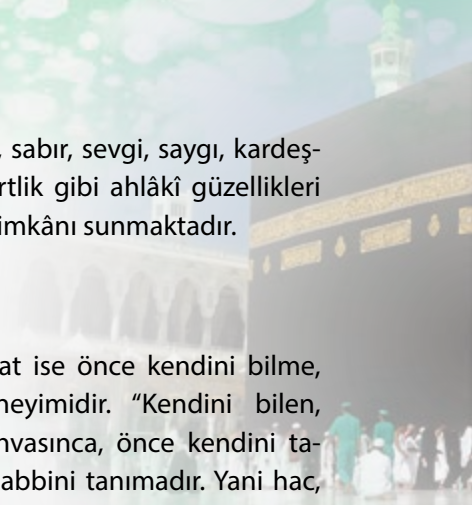 , sabır, sevgi, saygı, kardeş-
rtlik gibi ahlâkî güzellikleri
imkânı sunmaktadır.
at ise önce kendini bilme,
neyimidir. “Kendini bilen,
nvasınca, önce kendini ta-
abbini tanımadır. Yani hac,